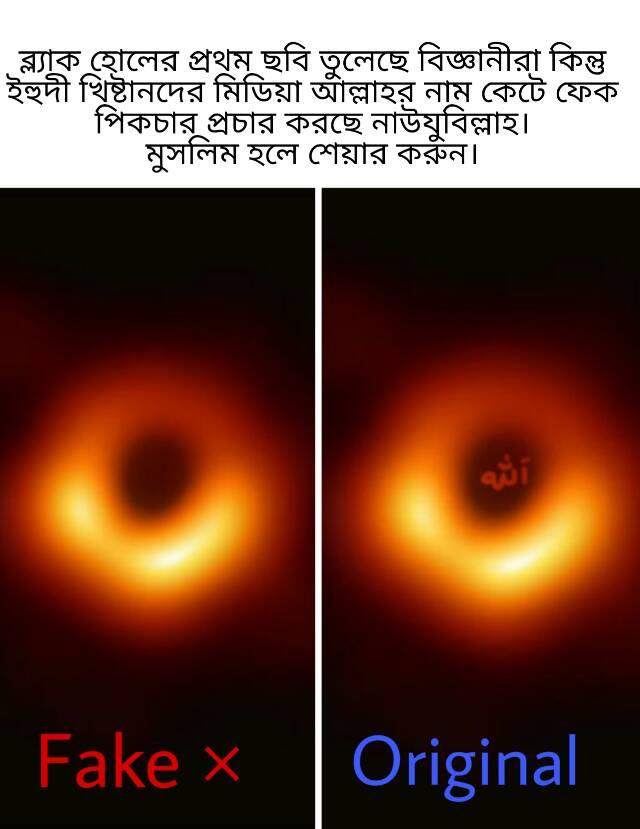 ব্ল্যাক হোলের প্রথম ছবি তুলেছে বিজ্ঞানীরা কিন্তু
ইহুদী খিষ্টানদের মিডিয়া আল্লাহর নাম কেটে ফেক
পিকচার প্রচার করছে নাউযুবিল্লাহ।
মুসলিম হলে শেয়ার করুন।
الله
Fake ×
Original